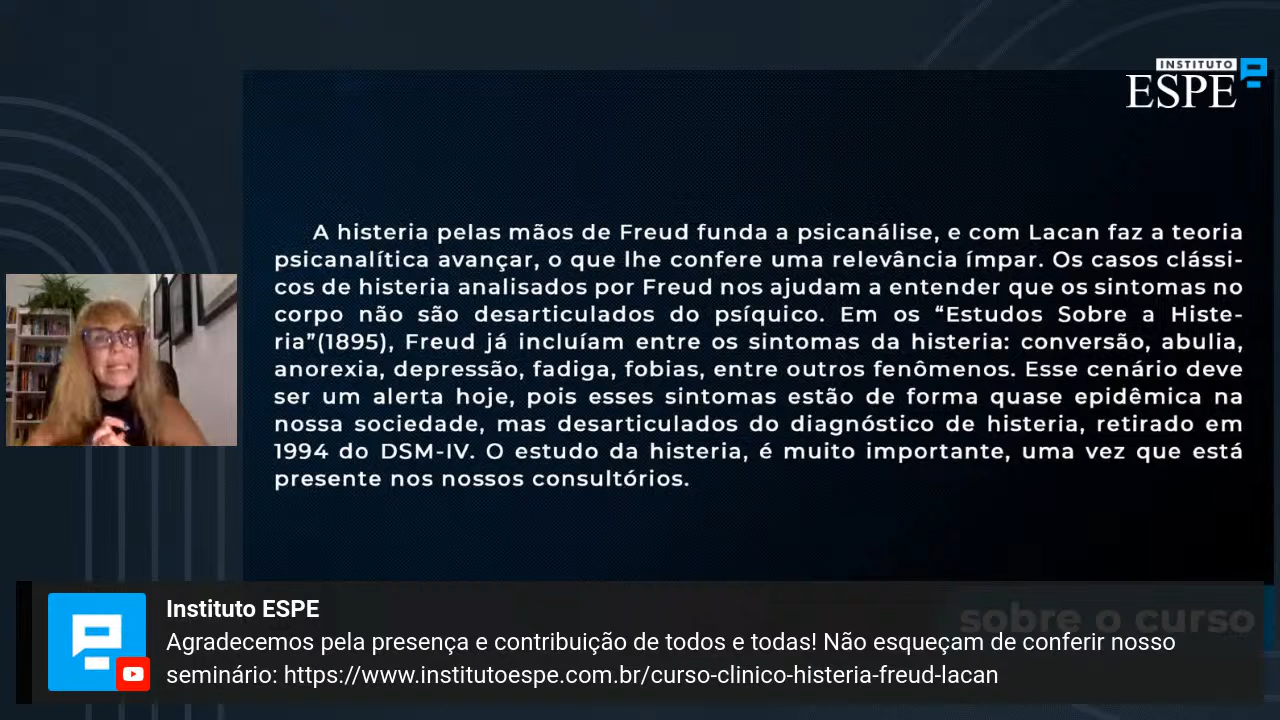 INSTITUTO
ESPE
A histeria pelas mãos de Freud funda a psicanálise, e com Lacan faz a teoria
psicanalítica avançar, o que lhe confere uma relevância ímpar. Os casos clássi-
cos de histeria analisados por Freud nos ajudam a entender que os sintomas no
corpo não são desarticulados do psíquico. Em os “Estudos Sobre a Histe-
ria”(1895), Freud já incluíam entre os sintomas da histeria: conversão, abulia,
anorexia, depressão, fadiga, fobias, entre outros fenômenos. Esse cenário deve
ser um alerta hoje, pois esses sintomas estão de forma quase epidêmica na
nossa sociedade, mas desarticulados do diagnóstico de histeria, retirado em
1994 do DSM-IV. O estudo da histeria, é muito importante, uma vez que está
presente nos nossos consultórios.
sobre o curso
Instituto ESPE
Agradecemos pela presença e contribuição de todos e todas! Não esqueçam de conferir nosso
seminário: https://www.institutoespe.com.br/curso-clinico-histeria-freud-lacan